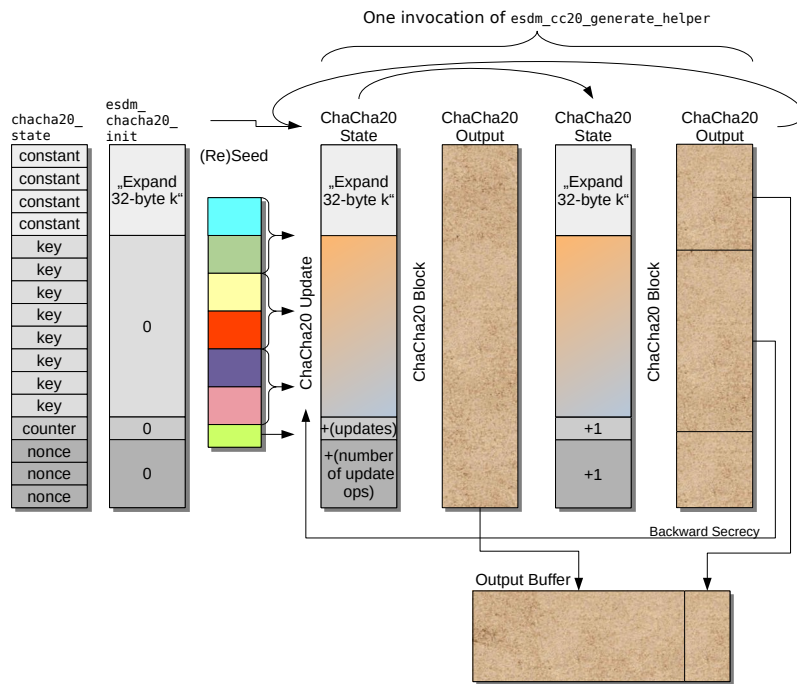 One invocation of esdm_cc20_generate_helper
chacha20_
state
esdm_
chacha20_
init
ChaCha20
State
ChaCha20
Output
ChaCha20
State
ChaCha20
Output
(Re)Seed
constant
constant
constant
constant
key
key
key
key
key
key
key
key
counter
nonce
nonce
nonce
„Expand
32-byte k“
0
0
0
ChaCha20 Update
„Expand
32-byte k“
+(updates)
+(number
of update
ops)
ChaCha20 Block
„Expand
32-byte k“
+1
+1
ChaCha20 Block
Backward Secrecy
Output Buffer